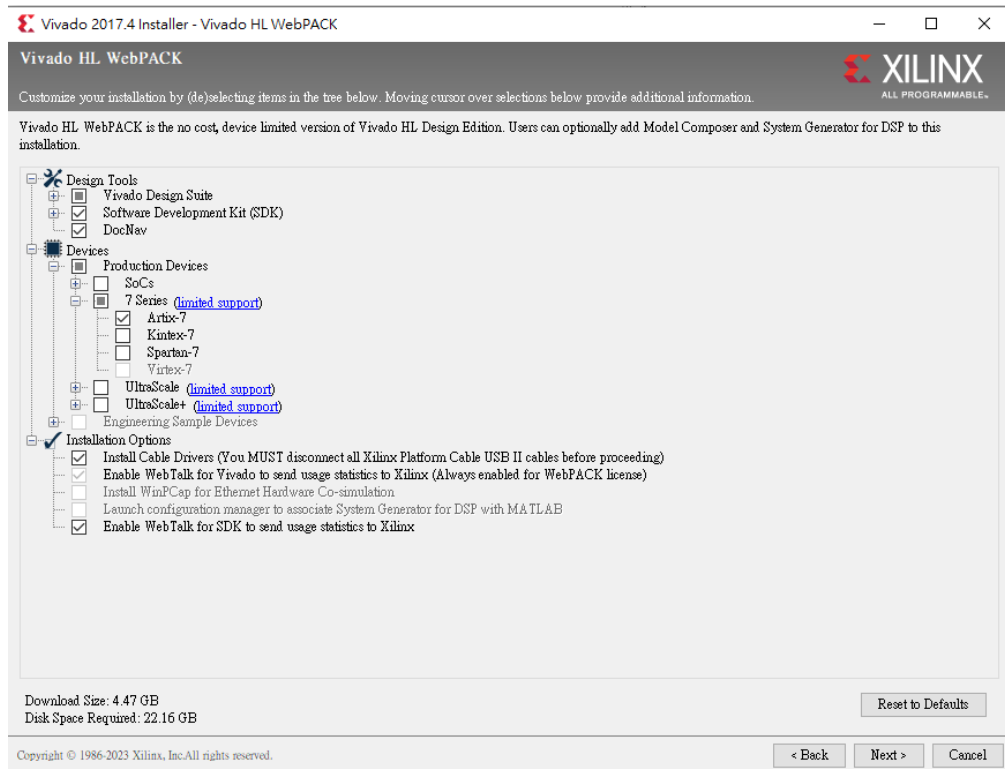 Vivado 2017.4 Installer - Vivado HL WebPACK
Vivado HL WebPACK
XILINX
ALL PROGRAMMABLE™
Customize your installation by (de)selecting items in the tree below. Moving cursor over selections below provide additional information.
Vivado HL WebPACK is the no cost, device limited version of Vivado HL Design Edition. Users can optionally add Model Composer and System Generator for DSP to this
installation.
Design Tools
Vivado Design Suite
Software Development Kit (SDK)
DocNav
Devices
Production Devices
SoCs
7 Series (limited support)
Artix-7
Kintex-7
Spartan-7
Virtex-7
UltraScale (limited support)
UltraScale+ (limited support)
Engineering Sample Devices
Installation Options
Install Cable Drivers (You MUST disconnect all Xilinx Platform Cable USB II cables before proceeding)
Enable WebTalk for Vivado to send usage statistics to Xilinx (Always enabled for WebPACK license)
Install WinPCap for Ethernet Hardware Co-simulation
Launch configuration manager to associate System Generator for DSP with MATLAB
Enable WebTalk for SDK to send usage statistics to Xilinx
Download Size: 4.47 GB
Disk Space Required: 22.16 GB
Reset to Defaults
Copyright © 1986-2023 Xilinx, Inc.All rights reserved.
< Back
Next >
Cancel